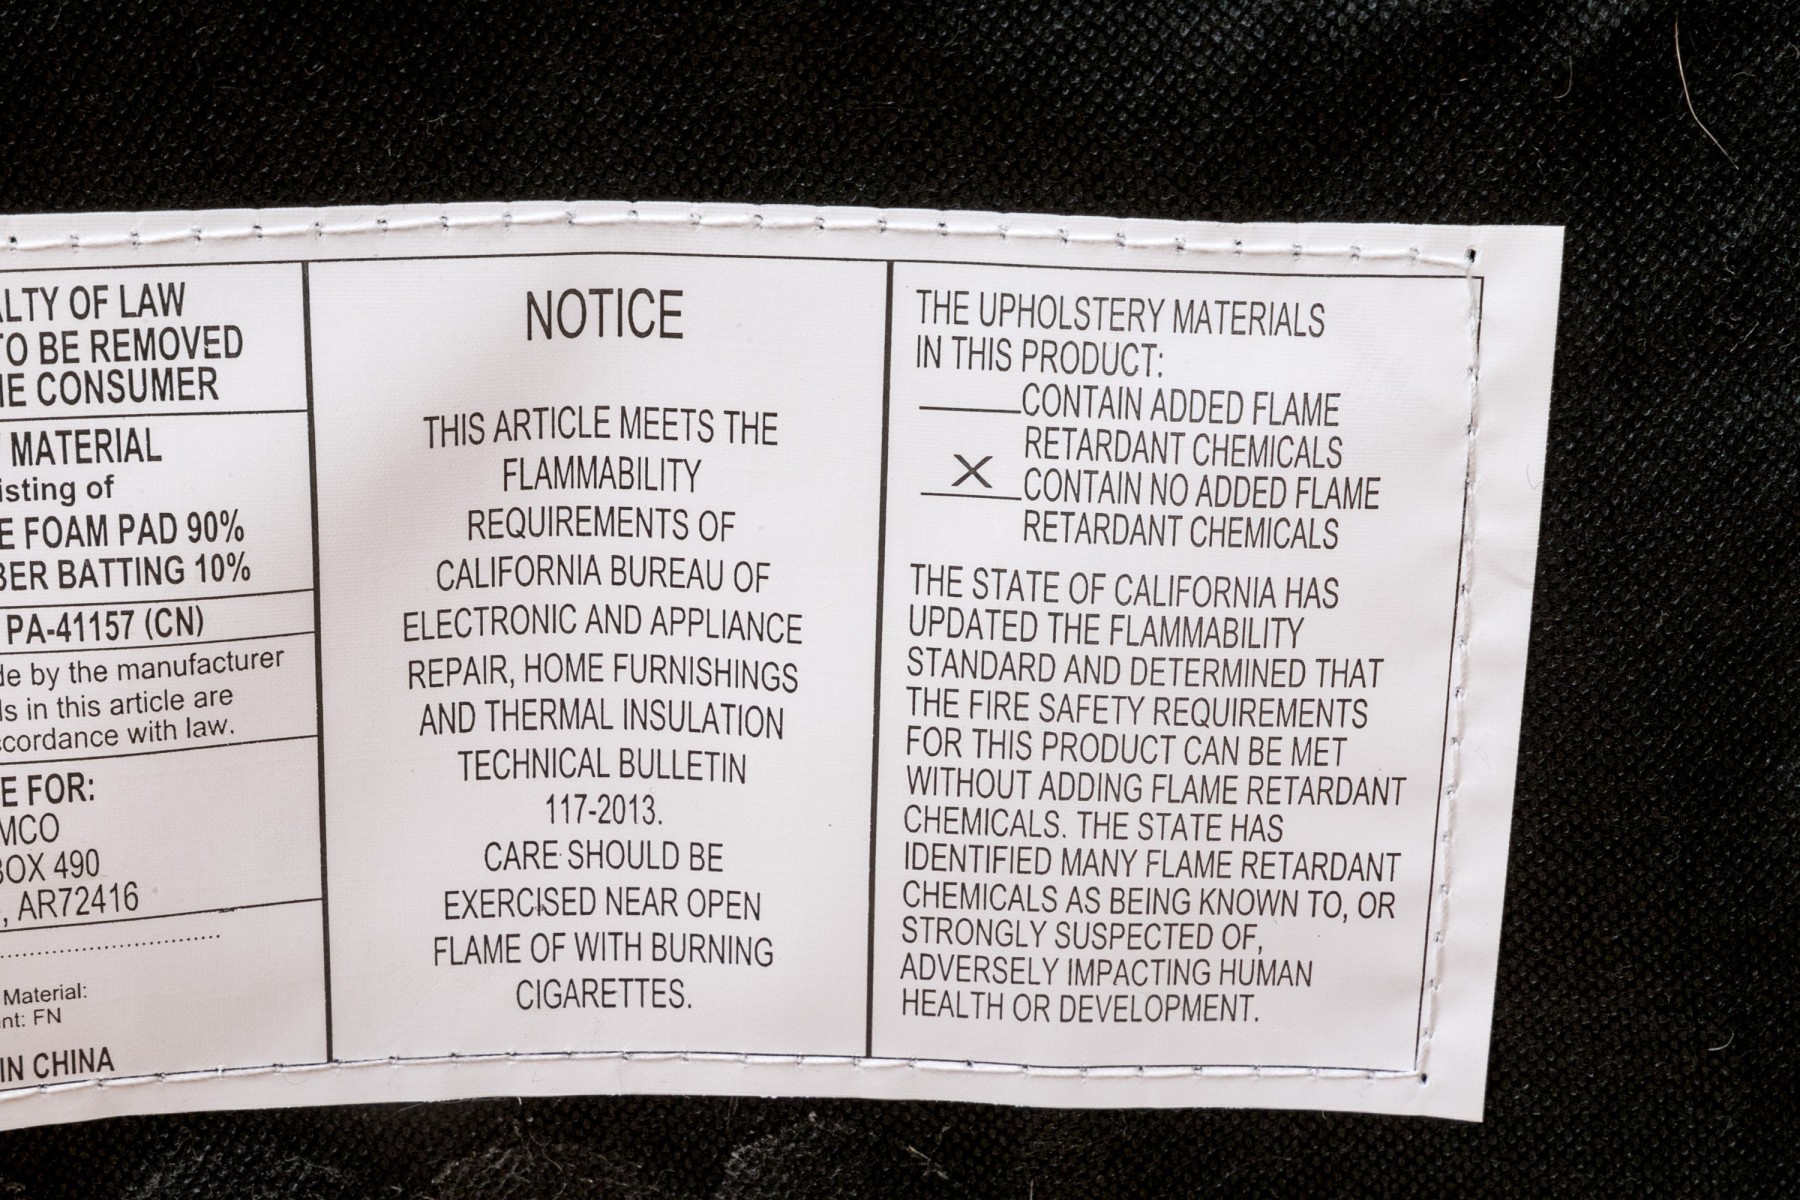 ALTY OF LAW
TO BE REMOVED
HE CONSUMER
MATERIAL
isting of
E FOAM PAD 90%
BER BATTING 10%
PA-41157 (CN)
de by the manufacturer
ls in this article are
ccordance with law.
E FOR:
MCO
BOX 490
, AR72416
Material:
nt: FN
IN CHINA
NOTICE
THIS ARTICLE MEETS THE
FLAMMABILITY
REQUIREMENTS OF
CALIFORNIA BUREAU OF
ELECTRONIC AND APPLIANCE
REPAIR, HOME FURNISHINGS
AND THERMAL INSULATION
TECHNICAL BULLETIN
117-2013.
CARE SHOULD BE
EXERCISED NEAR OPEN
FLAME OF WITH BURNING
CIGARETTES.
THE UPHOLSTERY MATERIALS
IN THIS PRODUCT:
_____CONTAIN ADDED FLAME
RETARDANT CHEMICALS
__X__CONTAIN NO ADDED FLAME
RETARDANT CHEMICALS
THE STATE OF CALIFORNIA HAS
UPDATED THE FLAMMABILITY
STANDARD AND DETERMINED THAT
THE FIRE SAFETY REQUIREMENTS
FOR THIS PRODUCT CAN BE MET
WITHOUT ADDING FLAME RETARDANT
CHEMICALS. THE STATE HAS
IDENTIFIED MANY FLAME RETARDANT
CHEMICALS AS BEING KNOWN TO, OR
STRONGLY SUSPECTED OF,
ADVERSELY IMPACTING HUMAN
HEALTH OR DEVELOPMENT.